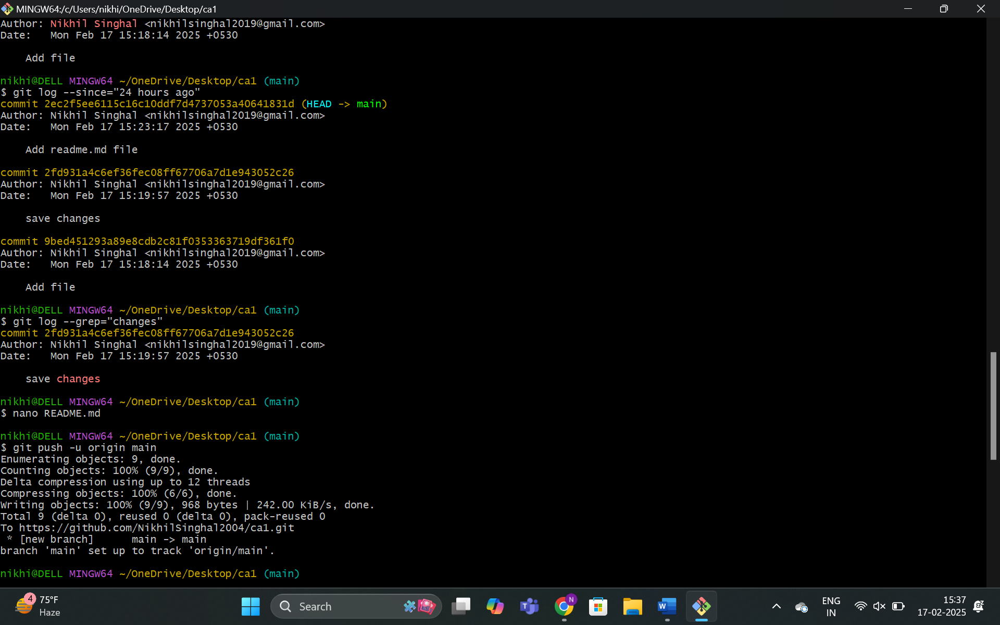 MINGW64:/c/Users/nikhi/OneDrive/Desktop/ca1
Author: Nikhil Singhal <nikhilsinghal2019@gmail.com>
Date:   Mon Feb 17 15:18:14 2025 +0530
    Add file
nikhi@DELL MINGW64 ~/OneDrive/Desktop/ca1 (main)
$ git log --since="24 hours ago"
commit 2ec2f5ee6115c16c10ddf7d4737053a40641831d (HEAD -> main)
Author: Nikhil Singhal <nikhilsinghal2019@gmail.com>
Date:   Mon Feb 17 15:23:17 2025 +0530
    Add readme.md file
commit 2fd931a4c6ef36fec08ff67706a7d1e943052c26
Author: Nikhil Singhal <nikhilsinghal2019@gmail.com>
Date:   Mon Feb 17 15:19:57 2025 +0530
    save changes
commit 9bed451293a89e8cdb2c81f0353363719df361f0
Author: Nikhil Singhal <nikhilsinghal2019@gmail.com>
Date:   Mon Feb 17 15:18:14 2025 +0530
    Add file
nikhi@DELL MINGW64 ~/OneDrive/Desktop/ca1 (main)
$ git log --grep="changes"
commit 2fd931a4c6ef36fec08ff67706a7d1e943052c26
Author: Nikhil Singhal <nikhilsinghal2019@gmail.com>
Date:   Mon Feb 17 15:19:57 2025 +0530
    save changes
nikhi@DELL MINGW64 ~/OneDrive/Desktop/ca1 (main)
$ nano README.md
nikhi@DELL MINGW64 ~/OneDrive/Desktop/ca1 (main)
$ git push -u origin main
Enumerating objects: 9, done.
Counting objects: 100% (9/9), done.
Delta compression using up to 12 threads
Compressing objects: 100% (6/6), done.
Writing objects: 100% (9/9), 968 bytes | 242.00 KiB/s, done.
Total 9 (delta 0), reused 0 (delta 0), pack-reused 0
To https://github.com/NikhilSinghal2004/ca1.git
 * [new branch]      main -> main
branch 'main' set up to track 'origin/main'.
nikhi@DELL MINGW64 ~/OneDrive/Desktop/ca1 (main)
4
75°F
Haze
Search
N
ENG
IN
15:37
17-02-2025